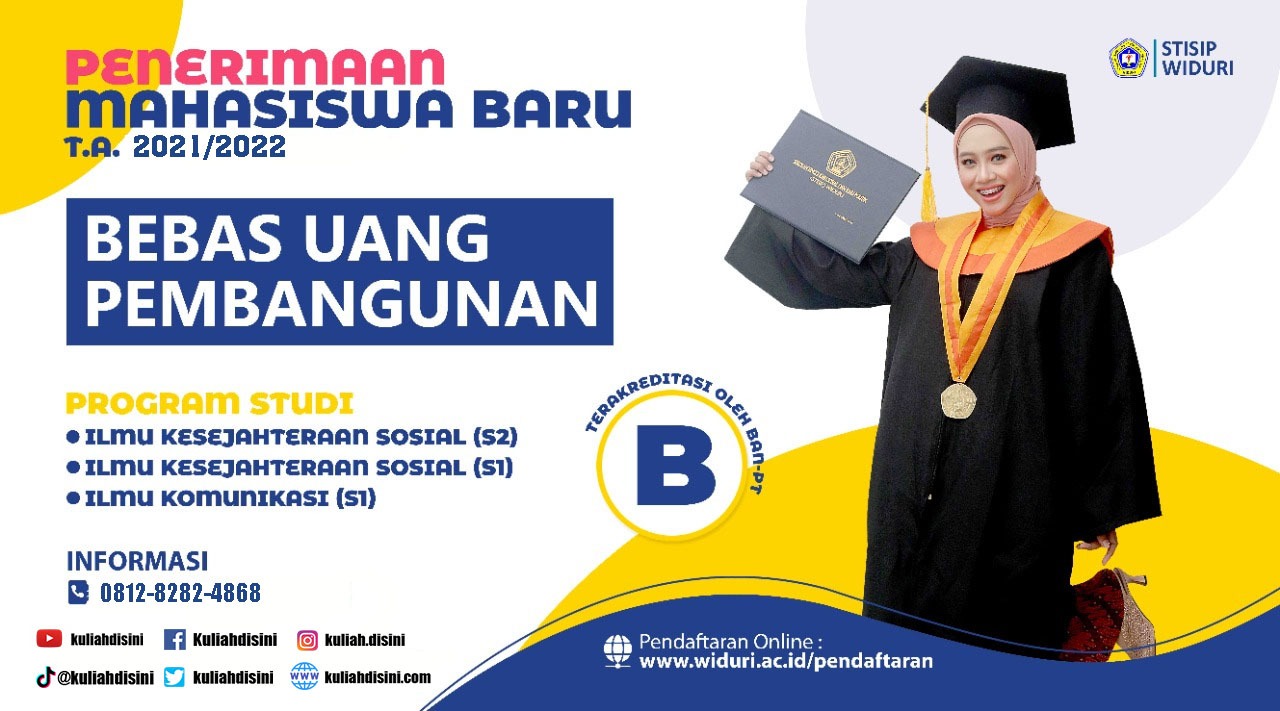 PENERIMAAN
MAHASISWA BARU
T.A. 2021/2022
STISIP
WIDURI
BEBAS UANG
PEMBANGUNAN
PROGRAM STUDI
• ILMU KESEJAHTERAAN SOSIAL (S2)
• ILMU KESEJAHTERAAN SOSIAL (S1)
• ILMU KOMUNIKASI (S1)
TERAKREDITASI OLEH BAN-PT
B
INFORMASI
0812-8282-4868
kuliahdisini
Kuliahdisini
kuliah.disini
@kuliahdisini
kuliahdisini
www
kuliahdisini.com
Pendaftaran Online :
www.widuri.ac.id/pendaftaran